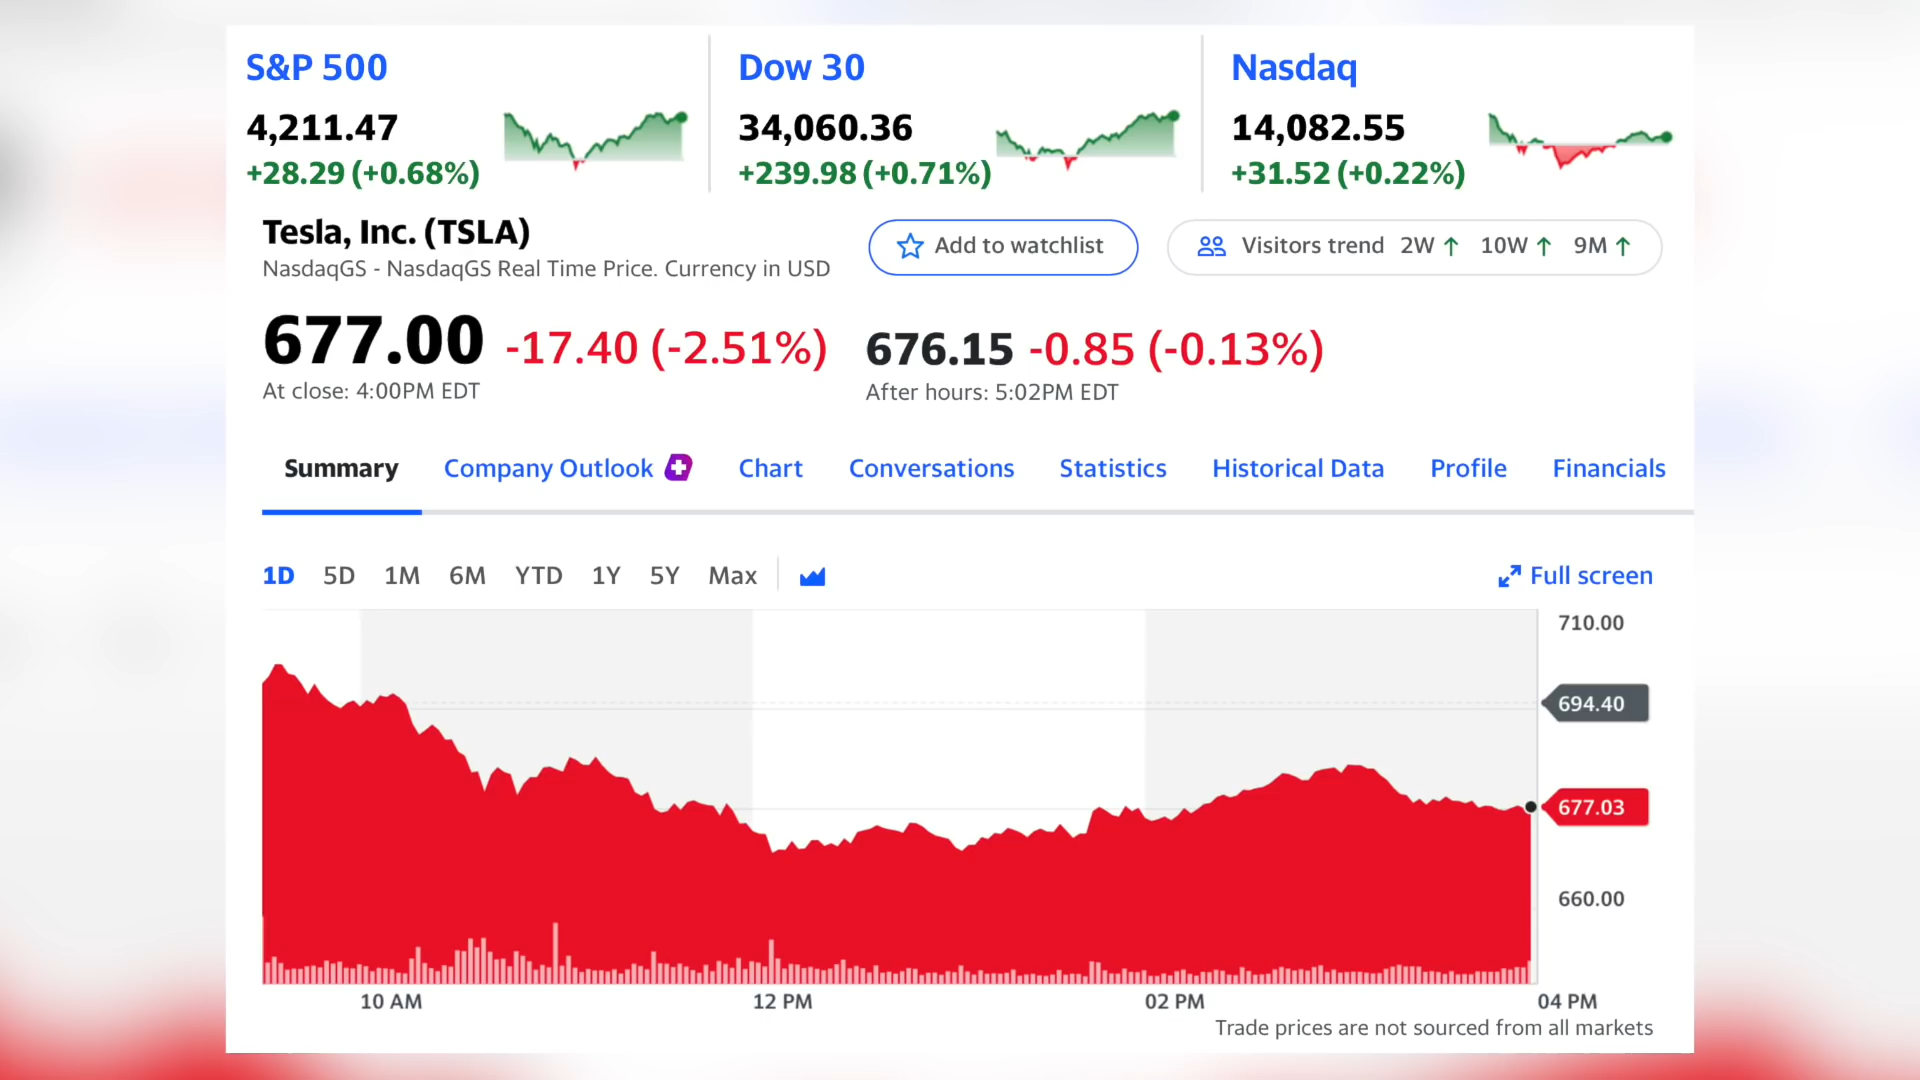 S&P 500
4,211.47
+28.29 (+0.68%)
Dow 30
34,060.36
+239.98 (+0.71%)
Nasdaq
14,082.55
+31.52 (+0.22%)
Tesla, Inc. (TSLA)
NasdaqGS - NasdaqGS Real Time Price. Currency in USD
Add to watchlist
Visitors trend 2W ↑ 10W ↑ 9M ↑
677.00 -17.40 (-2.51%)
At close: 4:00PM EDT
676.15 -0.85 (-0.13%)
After hours: 5:02PM EDT
Summary Company Outlook Chart Conversations Statistics Historical Data Profile Financials
1D 5D 1M 6M YTD 1Y 5Y Max
Full screen
710.00
694.40
677.03
660.00
10 AM 12 PM 02 PM 04 PM
Trade prices are not sourced from all markets